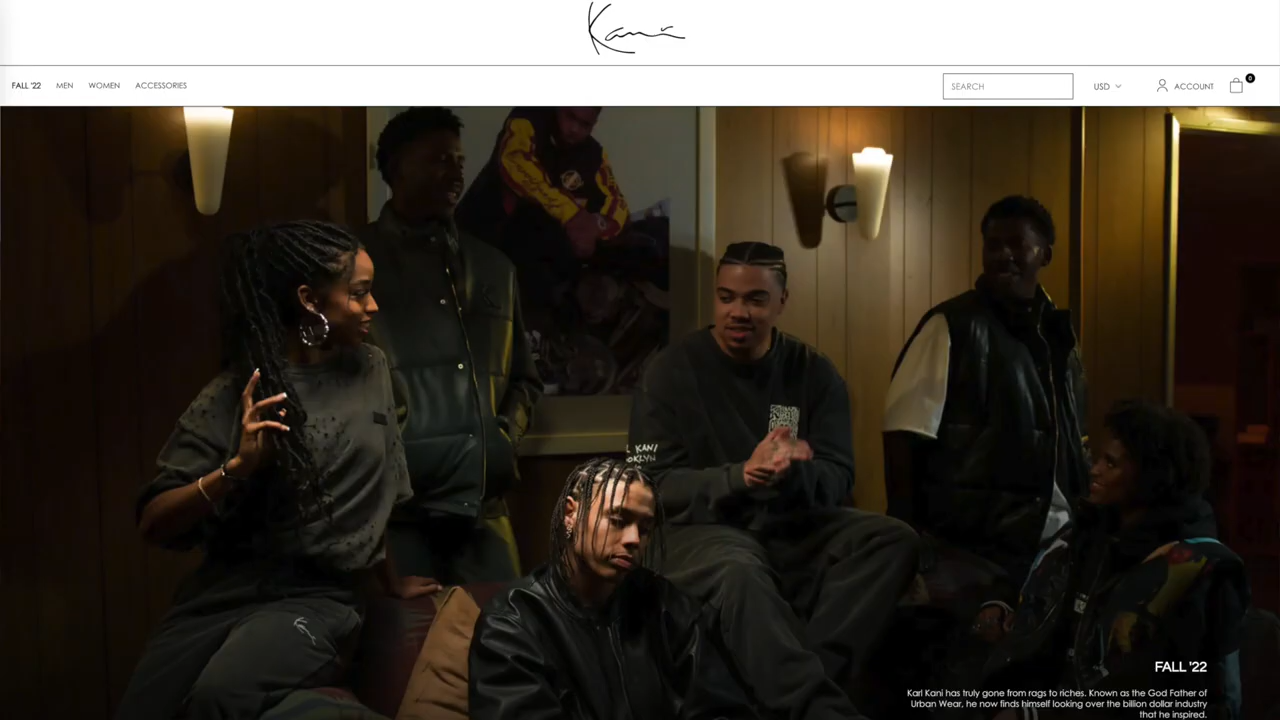 Kani
FALL '22 MEN WOMEN ACCESSORIES SEARCH USD ACCOUNT 0
L KANI
OKLYN
FALL '22
Karl Kani has truly gone from rags to riches. Known as the God Father of
Urban Wear, he now finds himself looking over the billion dollar industry
that he inspired.